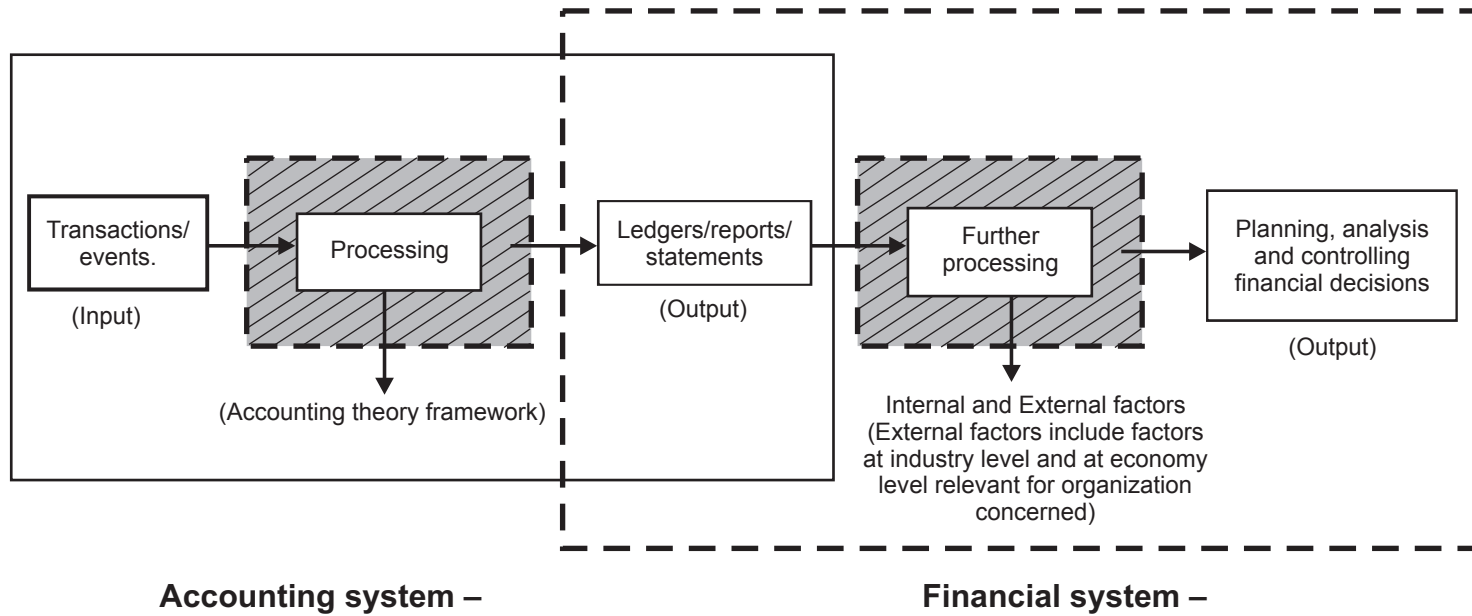 Transactions/
events.
(Input)
Processing
(Accounting theory framework)
Ledgers/reports/
statements
(Output)
Further
processing
Internal and External factors
(External factors include factors
at industry level and at economy
level relevant for organization
concerned)
Planning, analysis
and controlling
financial decisions
(Output)
Accounting system –
Financial system –